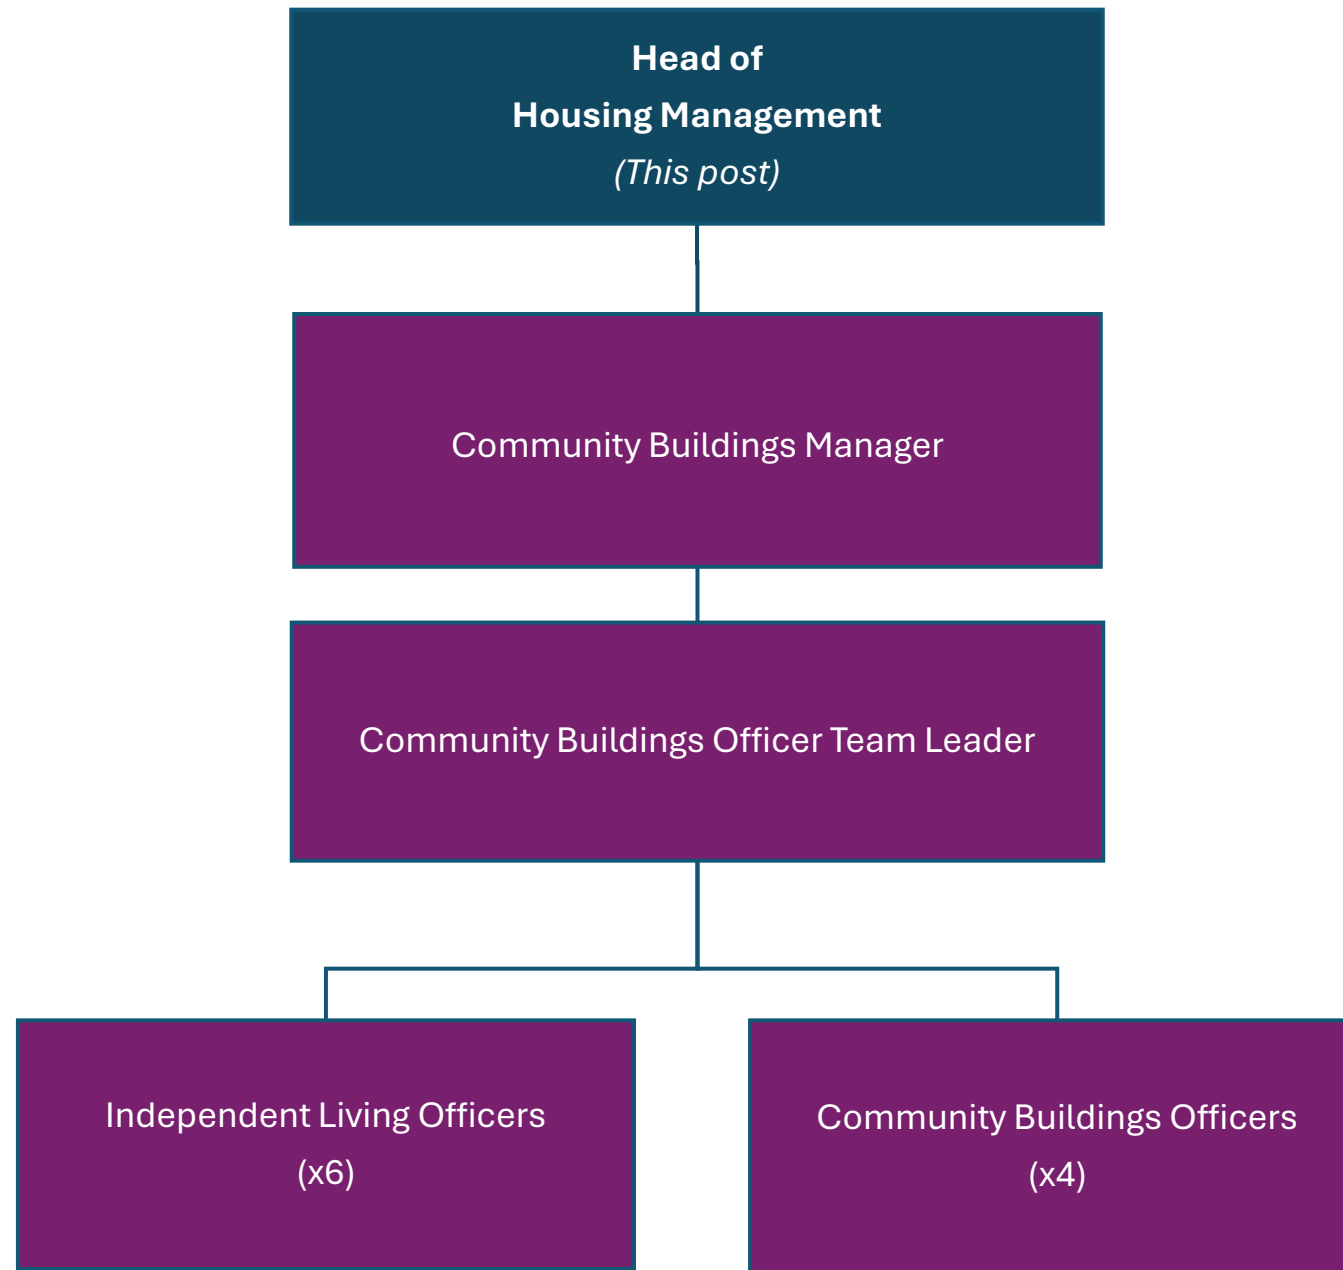 Head of
Housing Management
(This post)
Community Buildings Manager
Community Buildings Officer Team Leader
Independent Living Officers
(x6)
Community Buildings Officers
(x4)